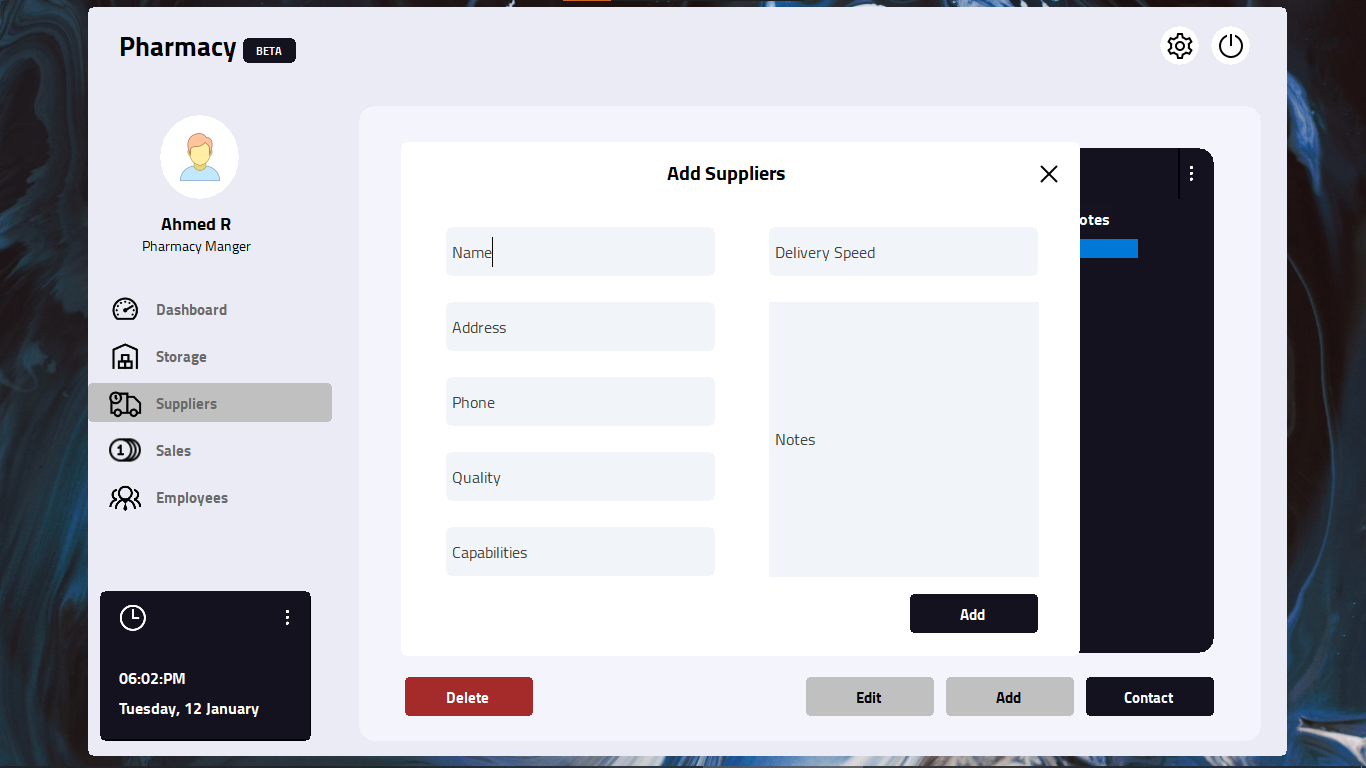 Pharmacy BETA
Ahmed R
Pharmacy Manger
Dashboard
Storage
Suppliers
Sales
Employees
06:02:PM
Tuesday, 12 January
Add Suppliers
Name
Delivery Speed
Address
Phone
Notes
Quality
Capabilities
Add
otes
Delete
Edit
Add
Contact